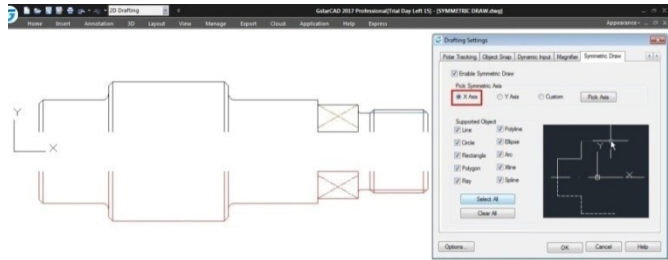 2D Drafting
GstarCAD 2017 Professional(Trial Day Left 15) - [SYMMETRIC DRAW.dwg]
Home Insert Annotation 3D Layout View Manage Export Cloud Application Help Express
Appearance
Drafting Settings
Polar Tracking Object Snap Dynamic Input Magnifier Symmetric Draw
Enable Symmetric Draw
Pick Symmetric Axis
X Axis Y Axis Custom Pick Axis
Supported Object
Line Polyline
Circle Ellipse
Rectangle Arc
Polygon Xline
Ray Spline
Select All
Clear All
Y
X
Y
X
Options... OK Cancel Help